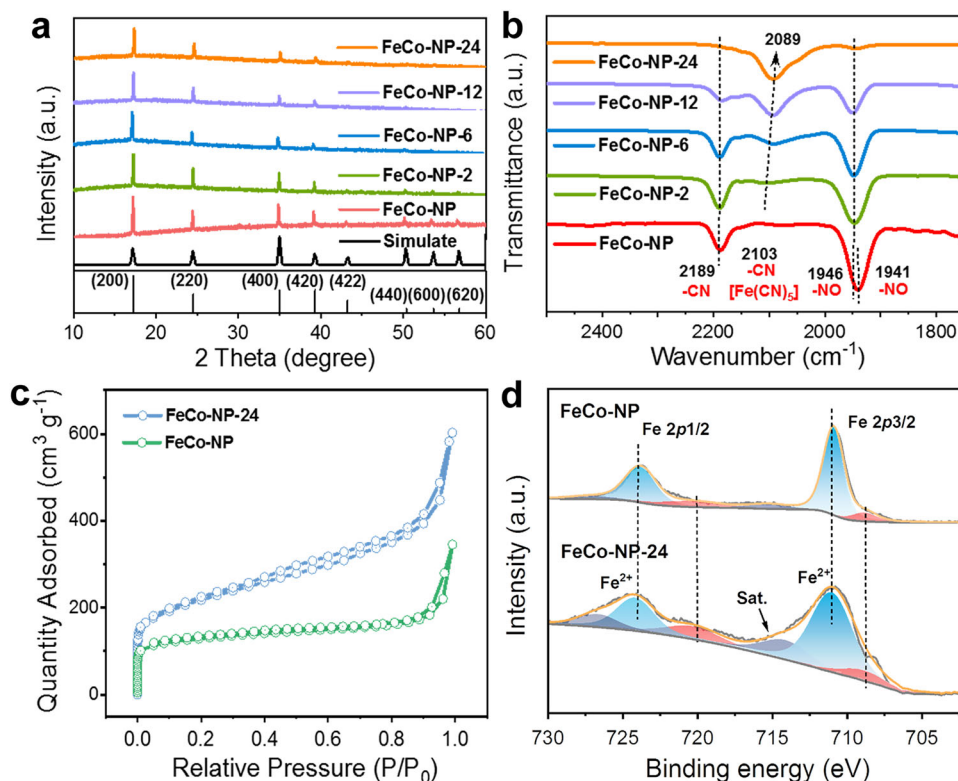 a
Intensity (a.u.)
FeCo-NP-24
FeCo-NP-12
FeCo-NP-6
FeCo-NP-2
FeCo-NP
Simulate
(200)
(220)
(400)
(420)
(422)
(440)
(600)
(620)
10
20
30
40
50
60
2 Theta (degree)
b
Transmittance (a.u.)
2089
FeCo-NP-24
FeCo-NP-12
FeCo-NP-6
FeCo-NP-2
FeCo-NP
2189
-CN
2103
-CN
[Fe(CN)5]
1946
-NO
1941
-NO
2500
2250
2000
1750
Wavenumber (cm-1)
c
Quantity Adsorbed (cm3 g-1)
FeCo-NP-24
FeCo-NP
600
400
200
0
0.0
0.2
0.4
0.6
0.8
1.0
Relative Pressure (P/P0)
d
Intensity (a.u.)
FeCo-NP
Fe 2p1/2
Fe 2p3/2
FeCo-NP-24
Fe2+
Sat.
Fe2+
730
725
720
715
710
705
Binding energy (eV)